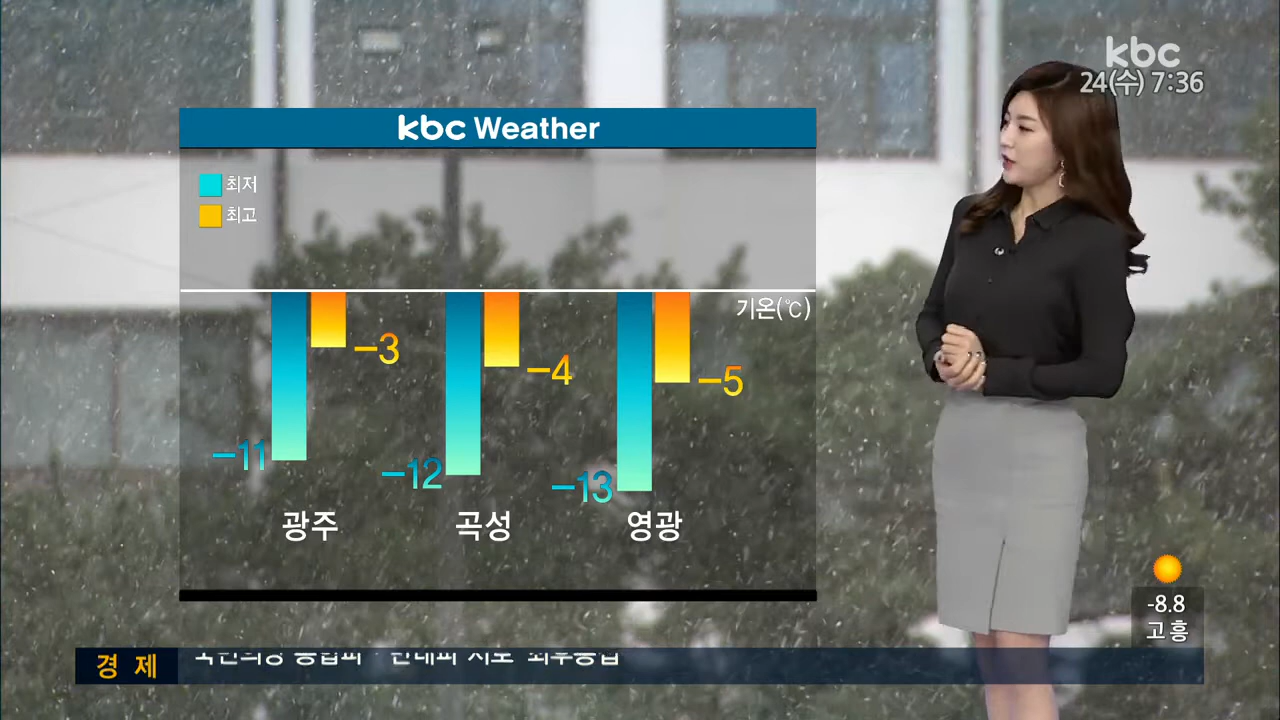 kbc
24(수) 7:36
kbc Weather
최저
최고
기온(℃)
-3
-4
-5
-11
-12
-13
광주
곡성
영광
-8.8
고흥
경제